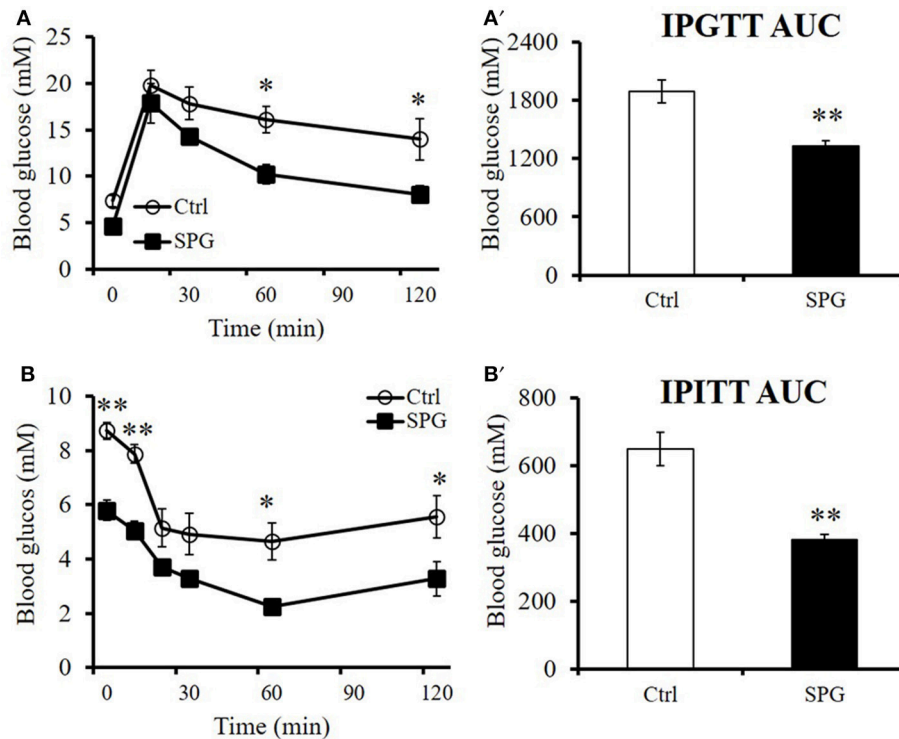 A
Blood glucose (mM)
25
20
15
10
5
0
*
*
Ctrl
SPG
0 30 60 90 120
Time (min)
A′
IPGTT AUC
Blood glucose (mM)
2400
1800
1200
600
0
**
Ctrl SPG
B
Blood glucos (mM)
10
8
6
4
2
0
**
**
*
*
Ctrl
SPG
0 30 60 90 120
Time (min)
B′
IPITT AUC
Blood glucose (mM)
800
600
400
200
0
**
Ctrl SPG